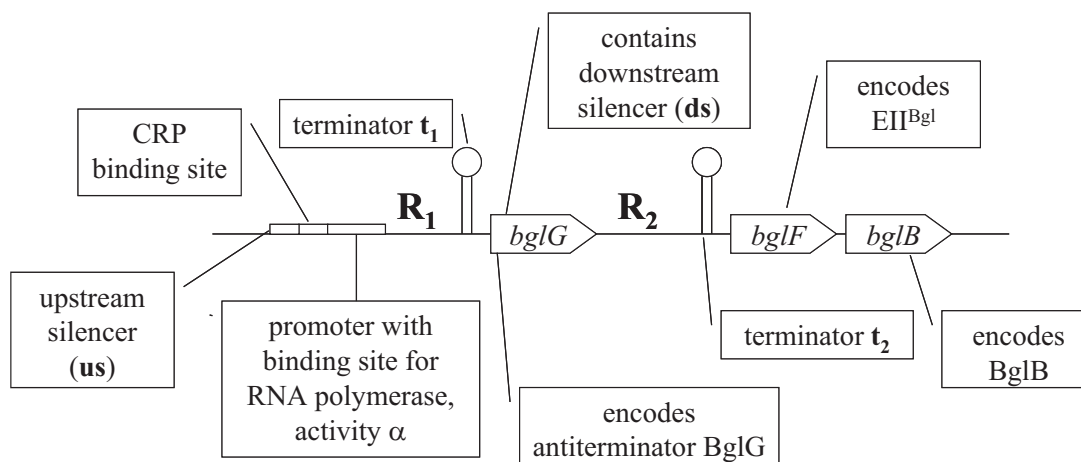 contains
downstream
silencer (ds)
encodes
EII^Bgl
CRP
binding site
terminator t₁
R₁
R₂
bglG
bglF
bglB
upstream
silencer
(us)
promoter with
binding site for
RNA polymerase,
activity α
terminator t₂
encodes
BglB
encodes
antiterminator BglG